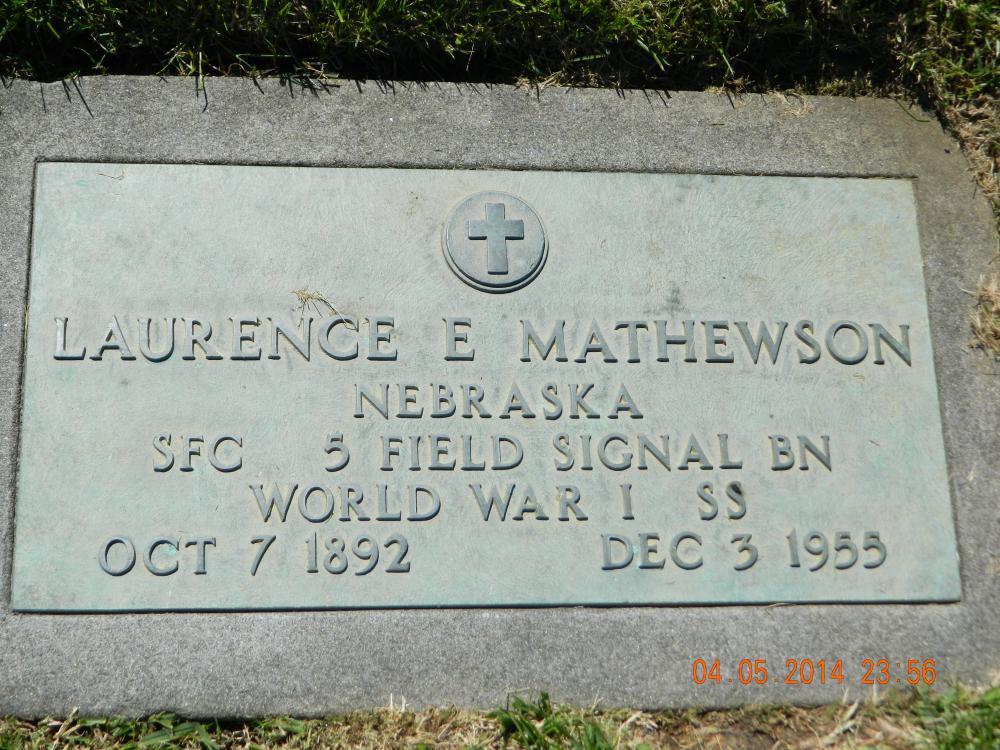 LAURENCE E MATHEWSON
NEBRASKA
SFC 5 FIELD SIGNAL BN
WORLD WAR I SS
OCT 7 1892 DEC 3 1955
04.05.2014 23:56